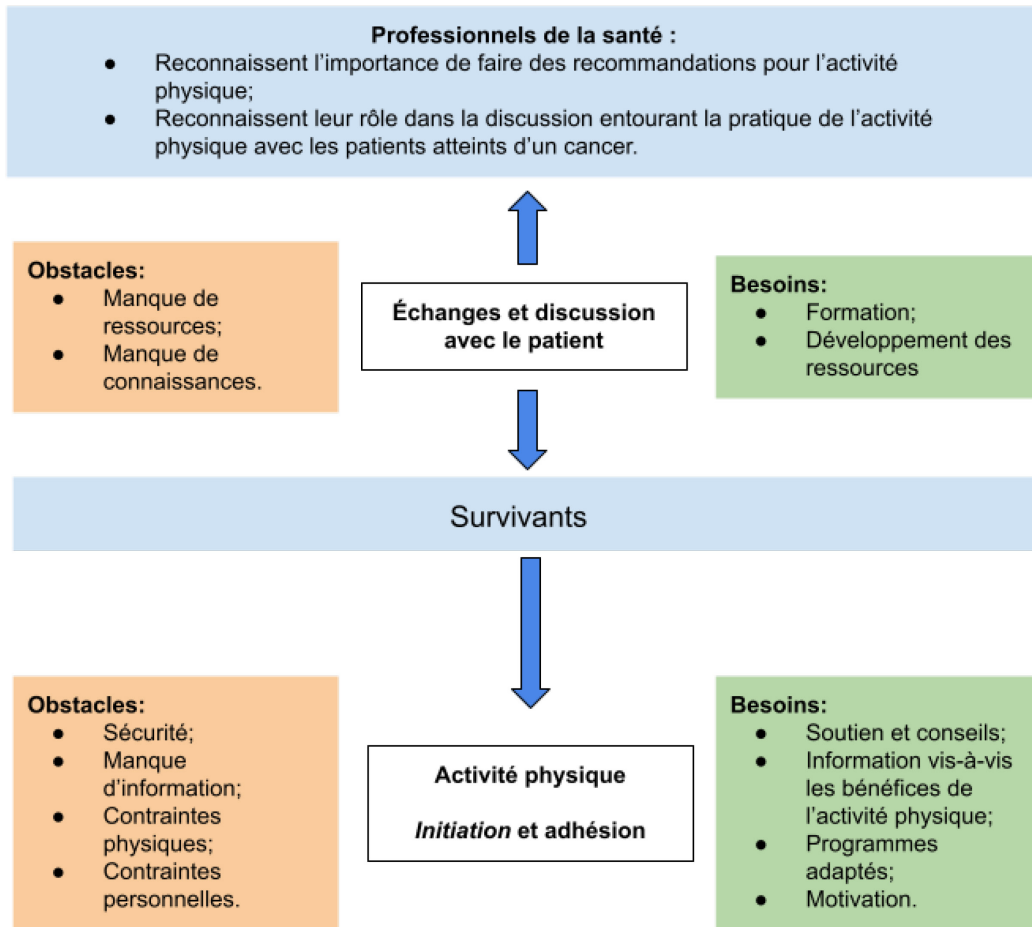 Professionnels de la santé :
● Reconnaissent l’importance de faire des recommandations pour l’activité
physique;
● Reconnaissent leur rôle dans la discussion entourant la pratique de l’activité
physique avec les patients atteints d’un cancer.
Obstacles:
● Manque de
ressources;
● Manque de
connaissances.
Échanges et discussion
avec le patient
Besoins:
● Formation;
● Développement des
ressources
Survivants
Obstacles:
● Sécurité;
● Manque
d’information;
● Contraintes
physiques;
● Contraintes
personnelles.
Activité physique
Initiation et adhésion
Besoins:
● Soutien et conseils;
● Information vis-à-vis
les bénéfices de
l’activité physique;
● Programmes
adaptés;
● Motivation.